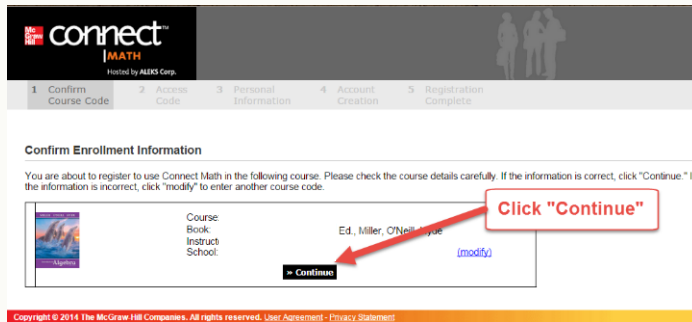 Mc Graw Hill connect™
MATH
Hosted by ALEKS Corp.
1 Confirm Course Code 2 Access Code 3 Personal Information 4 Account Creation 5 Registration Complete
Confirm Enrollment Information
You are about to register to use Connect Math in the following course. Please check the course details carefully. If the information is correct, click "Continue."
the information is incorrect, click "modify" to enter another course code.
Click "Continue"
Course:
Book: Ed., Miller, O'Neill,
Instruct
School: (modify)
Algebra
» Continue
Copyright © 2014 The McGraw-Hill Companies. All rights reserved. User Agreement - Privacy Statement